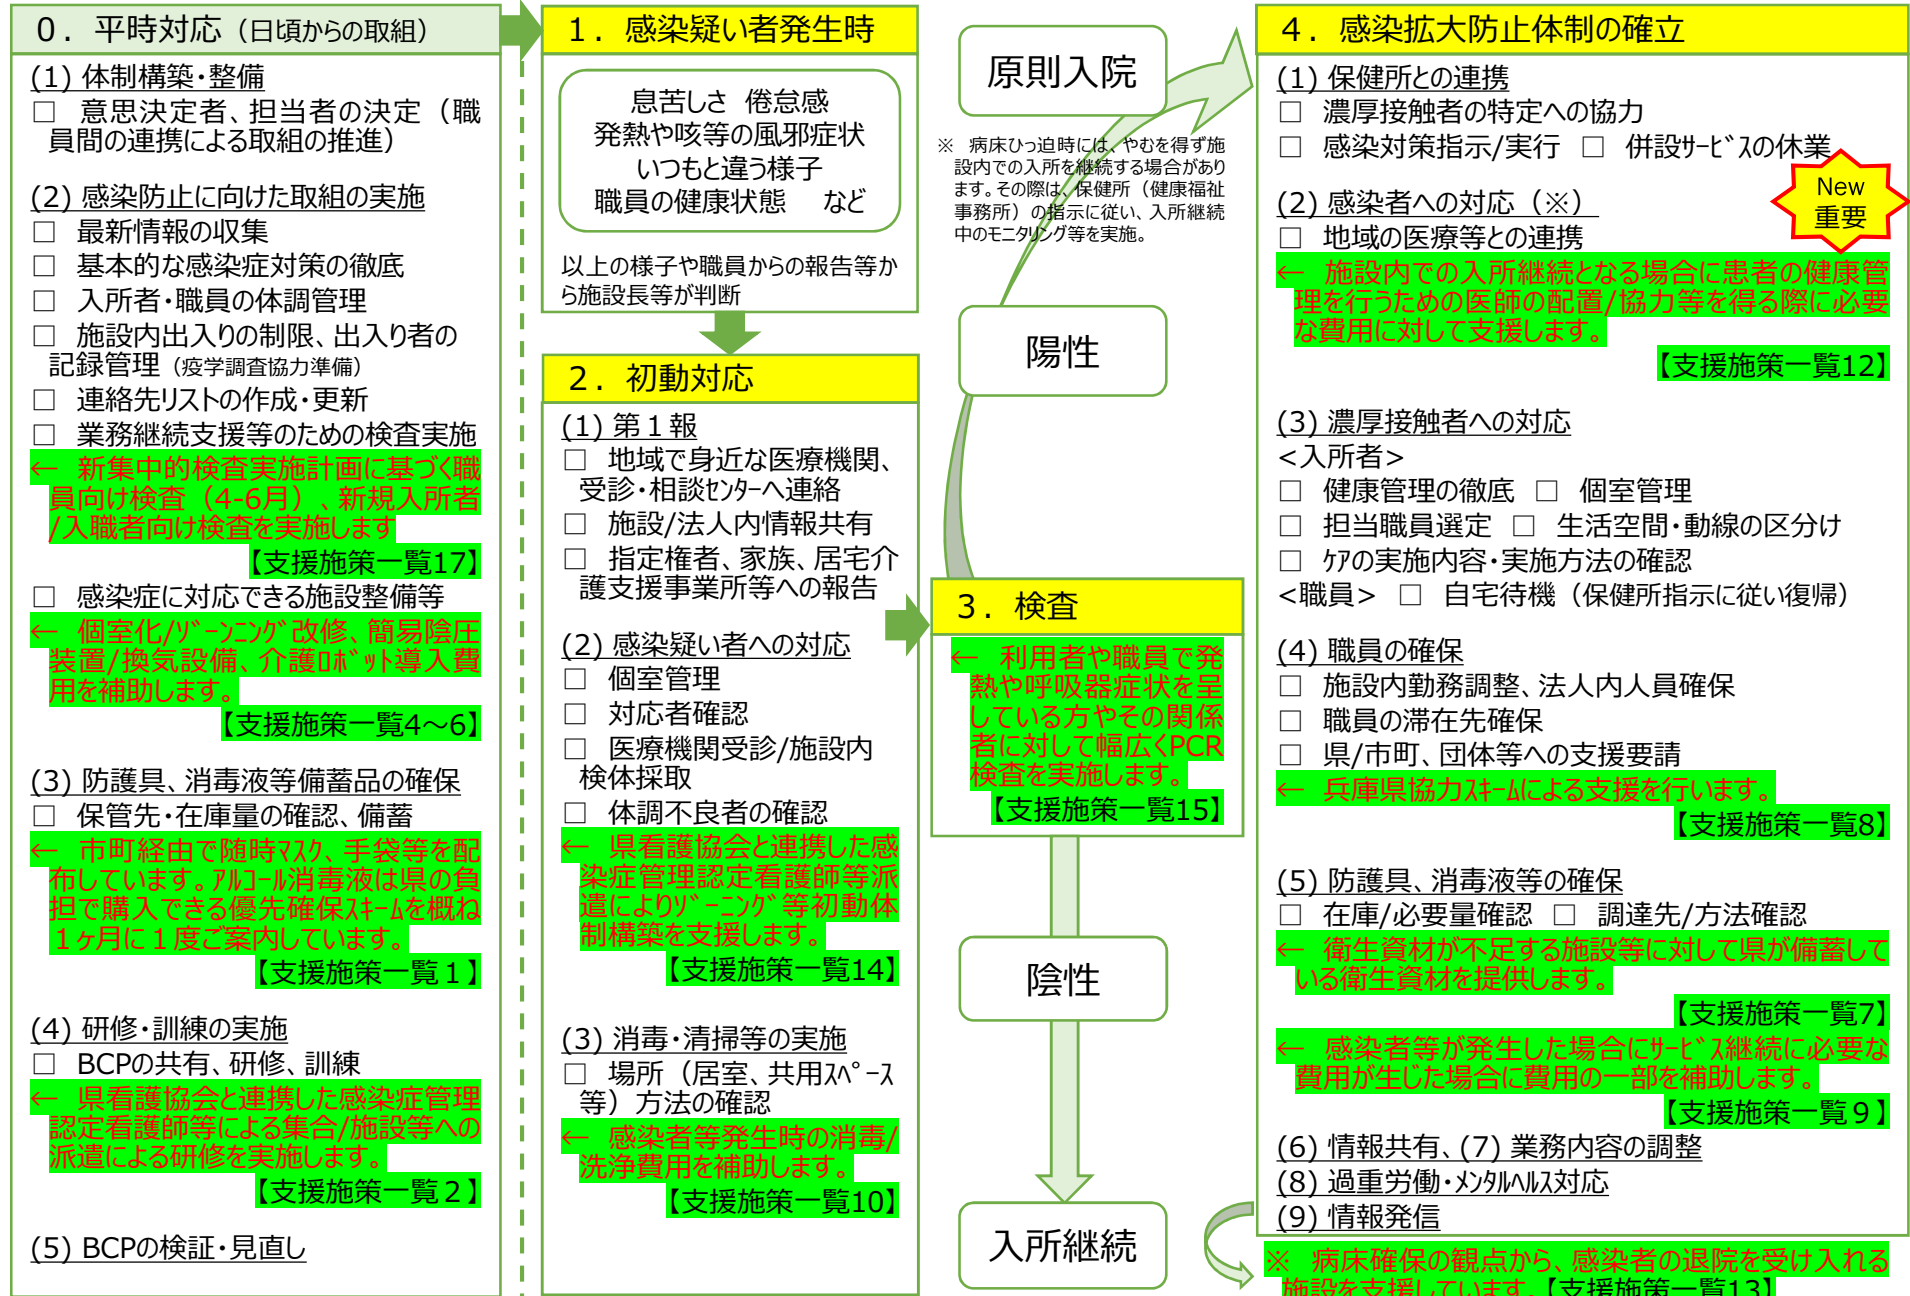 ０．平時対応（日頃からの取組）
(1) 体制構築・整備
□ 意思決定者、担当者の決定（職
員間の連携による取組の推進）
(2) 感染防止に向けた取組の実施
□ 最新情報の収集
□ 基本的な感染症対策の徹底
□ 入所者・職員の体調管理
□ 施設内出入りの制限、出入り者の
記録管理（疫学調査協力準備）
□ 連絡先リストの作成・更新
□ 業務継続支援等のための検査実施
← 新集中的検査実施計画に基づく職
員向け検査（4-6月）、新規入所者
/入職者向け検査を実施します
【支援施策一覧17】
□ 感染症に対応できる施設整備等
← 個室化/ｿﾞｰﾝﾆﾝｸﾞ改修、簡易陰圧
装置/換気設備、介護ﾛﾎﾞｯﾄ導入費
用を補助します。
【支援施策一覧4～6】
(3) 防護具、消毒液等備蓄品の確保
□ 保管先・在庫量の確認、備蓄
← 市町経由で随時ﾏｽｸ、手袋等を配
布しています。ｱﾙｺｰﾙ消毒液は県の負
担で購入できる優先確保ｽｷｰﾑを概ね
１ヶ月に１度ご案内しています。
【支援施策一覧１】
(4) 研修・訓練の実施
□ BCPの共有、研修、訓練
← 県看護協会と連携した感染症管理
認定看護師等による集合/施設等への
派遣による研修を実施します。
【支援施策一覧２】
(5) BCPの検証・見直し
１．感染疑い者発生時
息苦しさ 倦怠感
発熱や咳等の風邪症状
いつもと違う様子
職員の健康状態 など
以上の様子や職員からの報告等か
ら施設長等が判断
２．初動対応
(1) 第１報
□ 地域で身近な医療機関、
受診・相談ｾﾝﾀｰへ連絡
□ 施設/法人内情報共有
□ 指定権者、家族、居宅介
護支援事業所等への報告
(2) 感染疑い者への対応
□ 個室管理
□ 対応者確認
□ 医療機関受診/施設内
検体採取
□ 体調不良者の確認
← 県看護協会と連携した感
染症管理認定看護師等派
遣によりｿﾞｰﾆﾝｸﾞ等初動体
制構築を支援します。
【支援施策一覧14】
(3) 消毒・清掃等の実施
□ 場所（居室、共用ｽﾍﾟｰｽ
等）方法の確認
← 感染者等発生時の消毒/
洗浄費用を補助します。
【支援施策一覧10】
原則入院
※ 病床ひっ迫時には、やむを得ず施
設内での入所を継続する場合があり
ます。その際は、保健所（健康福祉
事務所）の指示に従い、入所継続
中のモニタリング等を実施。
陽性
３．検査
← 利用者や職員で発
熱や呼吸器症状を呈
している方やその関係
者に対して幅広くPCR
検査を実施します。
【支援施策一覧15】
陰性
入所継続
４．感染拡大防止体制の確立
(1) 保健所との連携
□ 濃厚接触者の特定への協力
□ 感染対策指示/実行 □ 併設ｻｰﾋﾞｽの休業
New
重要
(2) 感染者への対応（※）
□ 地域の医療等との連携
← 施設内での入所継続となる場合に患者の健康管
理を行うための医師の配置/協力等を得る際に必要
な費用に対して支援します。
【支援施策一覧12】
(3) 濃厚接触者への対応
<入所者>
□ 健康管理の徹底 □ 個室管理
□ 担当職員選定 □ 生活空間・動線の区分け
□ ｹｱの実施内容・実施方法の確認
<職員> □ 自宅待機（保健所指示に従い復帰）
(4) 職員の確保
□ 施設内勤務調整、法人内人員確保
□ 職員の滞在先確保
□ 県/市町、団体等への支援要請
← 兵庫県協力ｽｷｰﾑによる支援を行います。
【支援施策一覧8】
(5) 防護具、消毒液等の確保
□ 在庫/必要量確認 □ 調達先/方法確認
← 衛生資材が不足する施設等に対して県が備蓄して
いる衛生資材を提供します。
【支援施策一覧7】
← 感染者等が発生した場合にｻｰﾋﾞｽ継続に必要な
費用が生じた場合に費用の一部を補助します。
【支援施策一覧９】
(6) 情報共有、(7) 業務内容の調整
(8) 過重労働・ﾒﾝﾀﾙﾍﾙｽ対応
(9) 情報発信
※ 病床確保の観点から、感染者の退院を受け入れる
施設を支援しています。【支援施策一覧13】